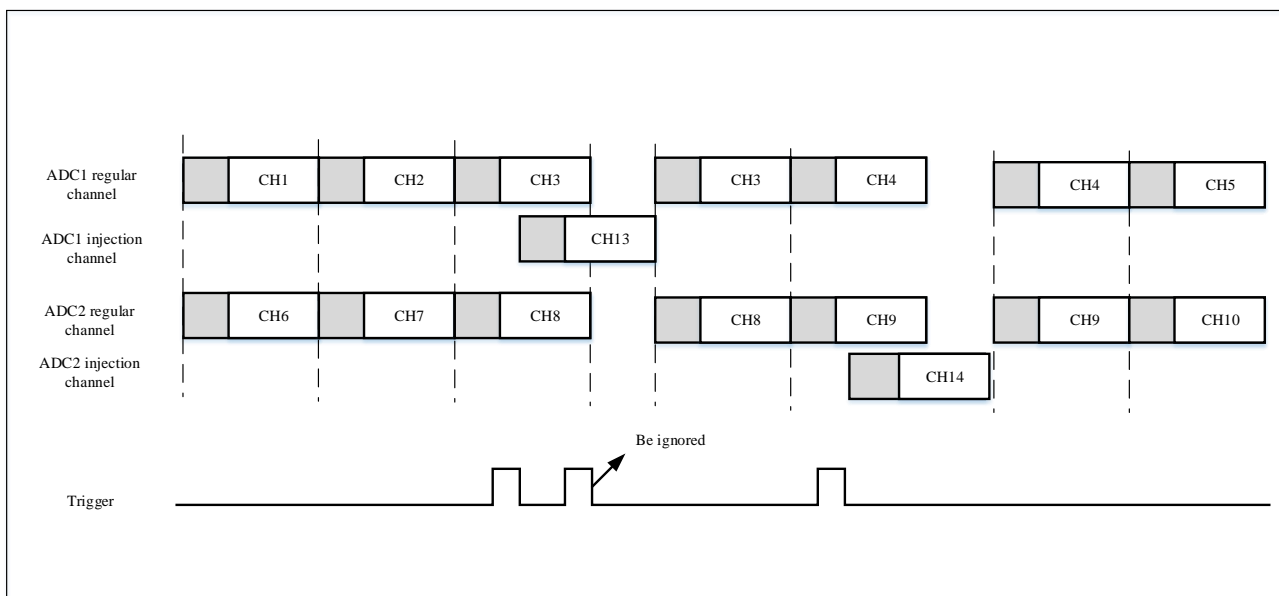 ADC1 regular
channel
CH1 CH2 CH3 CH3 CH4 CH4 CH5
ADC1 injection
channel
CH13
ADC2 regular
channel
CH6 CH7 CH8 CH8 CH9 CH9 CH10
ADC2 injection
channel
CH14
Be ignored
Trigger